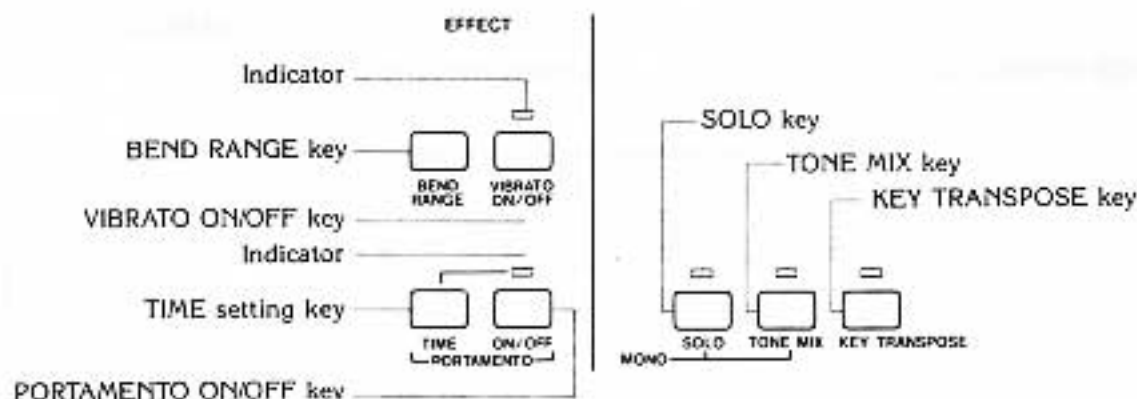 EFFECT
Indicator
BEND RANGE key
BEND RANGE
VIBRATO ON/OFF
VIBRATO ON/OFF key
Indicator
TIME setting key
TIME
ON/OFF
PORTAMENTO
PORTAMENTO ON/OFF key
SOLO key
TONE MIX key
KEY TRANSPOSE key
SOLO
TONE MIX
KEY TRANSPOSE
MONO